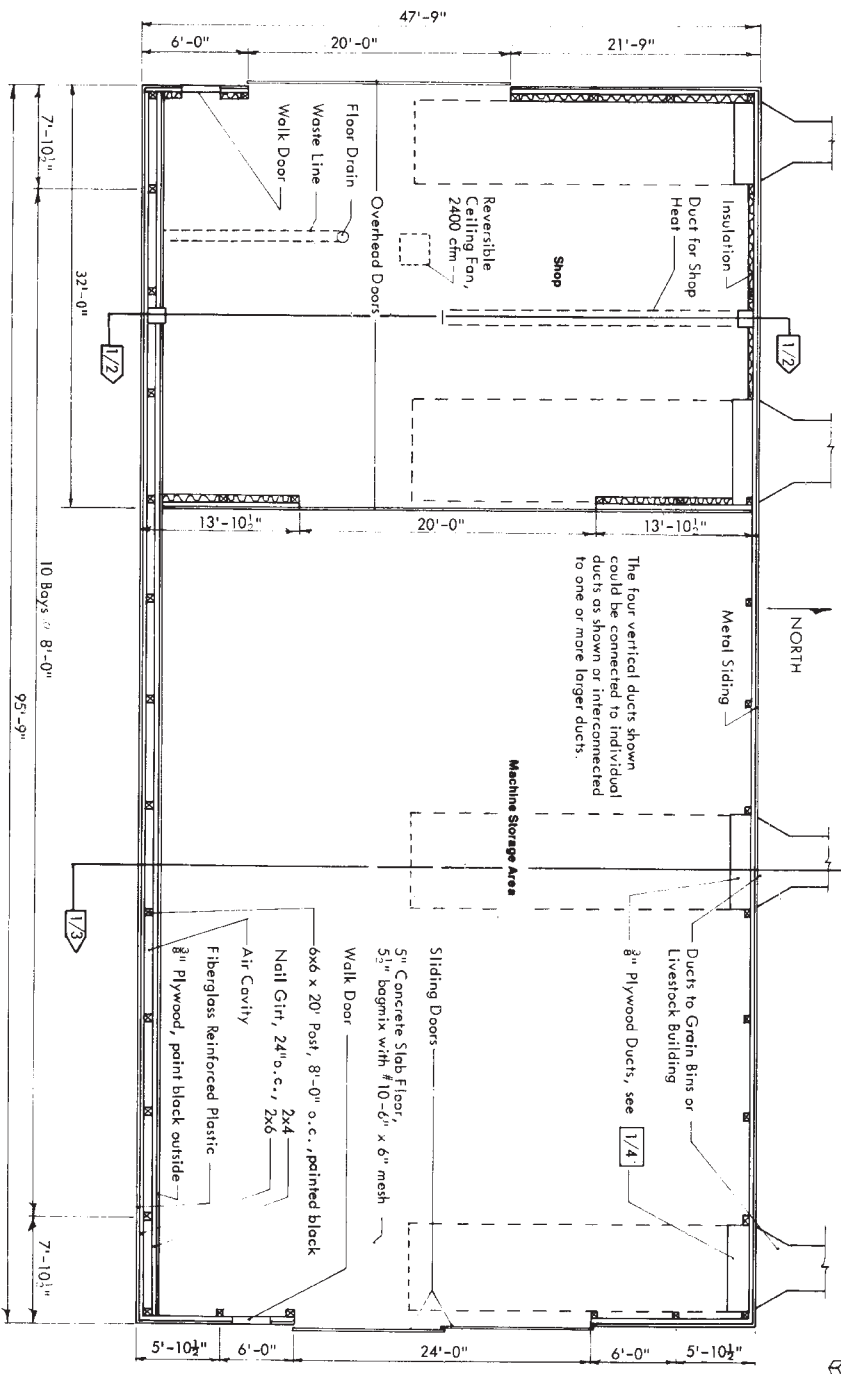 47'-9"
6'-0"
20'-0"
21'-9"
7'-10½"
Walk Door
Waste Line
Floor Drain
Overhead Doors
Reversible
Ceiling Fan,
2400 cfm
Shop
Duct for Shop
Heat
Insulation
32'-0"
1/2
1/2
13'-10½"
20'-0"
13'-10½"
NORTH
Metal Siding
The four vertical ducts shown
could be connected to individual
ducts as shown or interconnected
to one or more larger ducts.
10 Bays @ 8'-0"
95'-9"
Machine Storage Area
1/3
Ducts to Grain Bins or
Livestock Building
⅜" Plywood Ducts, see 1/4
Sliding Doors
5" Concrete Slab Floor,
5½" bagmix with #10-6" x 6" mesh
Walk Door
6x6 x 20' Post, 8'-0" o.c., painted black
Nail Girt, 24"o.c., 2x4
2x6
Air Cavity
Fiberglass Reinforced Plastic
⅜" Plywood, paint black outside
7'-10½"
5'-10½"
6'-0"
24'-0"
6'-0"
5'-10½"